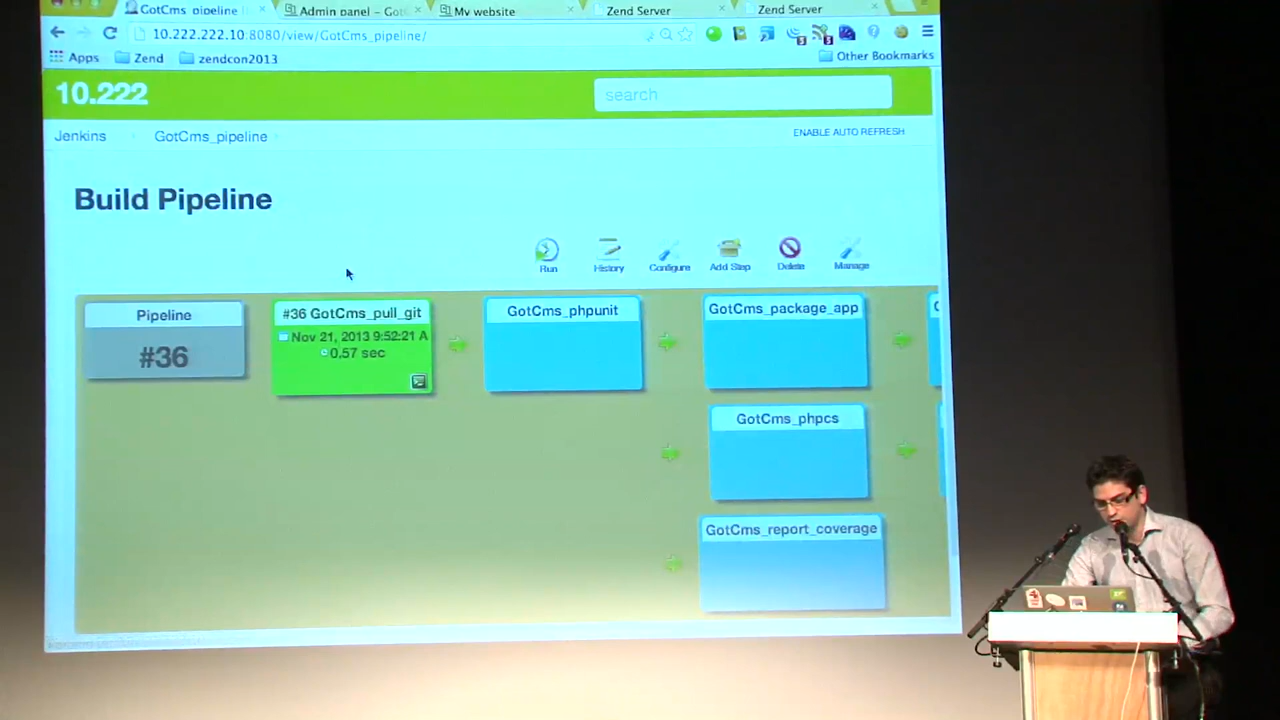 GotCms_pipeline
Admin panel – Got
My website
Zend Server
Zend Server
10.222.222.10:8080/view/GotCms_pipeline/
Apps
Zend
zendcon2013
Other Bookmarks
10.222
search
Jenkins
GotCms_pipeline
ENABLE AUTO REFRESH
Build Pipeline
Run
History
Configure
Add Step
Delete
Manage
Pipeline
#36
#36 GotCms_pull_git
Nov 21, 2013 9:52:21 A
0.57 sec
GotCms_phpunit
GotCms_package_app
GotCms_phpcs
GotCms_report_coverage